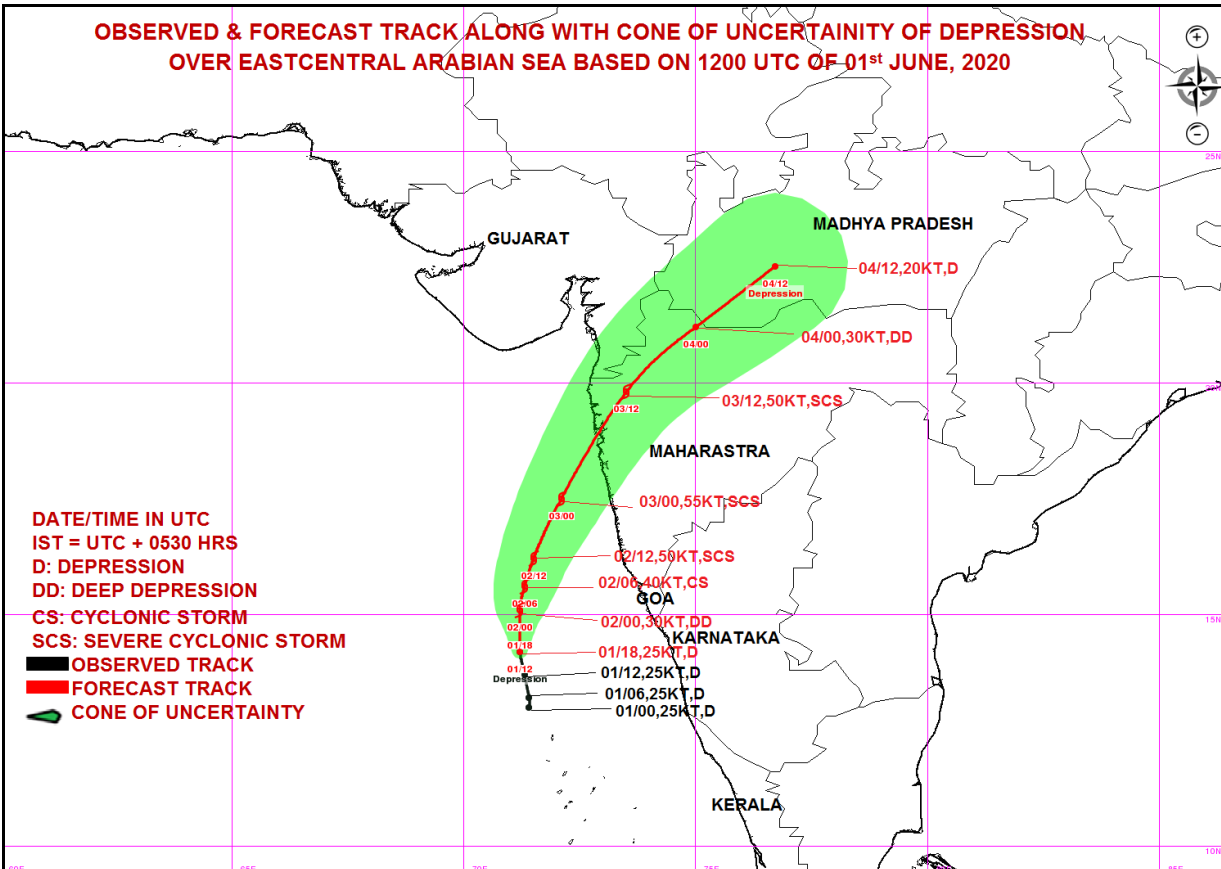 OBSERVED & FORECAST TRACK ALONG WITH CONE OF UNCERTAINITY OF DEPRESSION
OVER EASTCENTRAL ARABIAN SEA BASED ON 1200 UTC OF 01st JUNE, 2020
25N
MADHYA PRADESH
GUJARAT
04/12,20KT,D
04/12
Depression
04/00,30KT,DD
04/00
03/12,50KT,SCS
03/12
MAHARASTRA
03/00,55KT,SCS
03/00
DATE/TIME IN UTC
IST = UTC + 0530 HRS
D: DEPRESSION
DD: DEEP DEPRESSION
CS: CYCLONIC STORM
SCS: SEVERE CYCLONIC STORM
OBSERVED TRACK
FORECAST TRACK
CONE OF UNCERTAINTY
02/12,50KT,SCS
02/12
02/06,40KT,CS
02/06
GOA
15N
02/00,30KT,DD
02/00
KARNATAKA
01/18
01/18,25KT,D
01/12
Depression
01/12,25KT,D
01/06,25KT,D
01/00,25KT,D
KERALA
10N